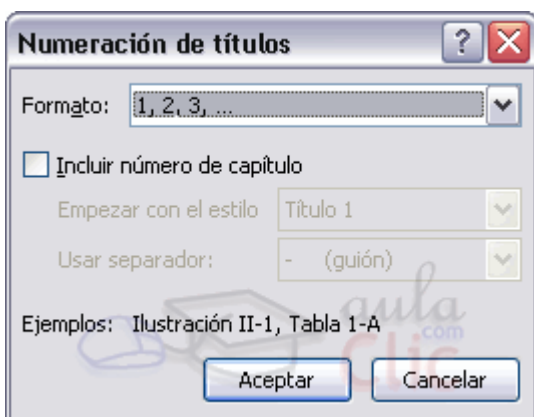 Numeración de títulos
Formato: 1, 2, 3, ...
Incluir número de capítulo
Empezar con el estilo Título 1
Usar separador: - (guión)
Ejemplos: Ilustración II-1, Tabla 1-A
aula
.com
Clic
Aceptar Cancelar